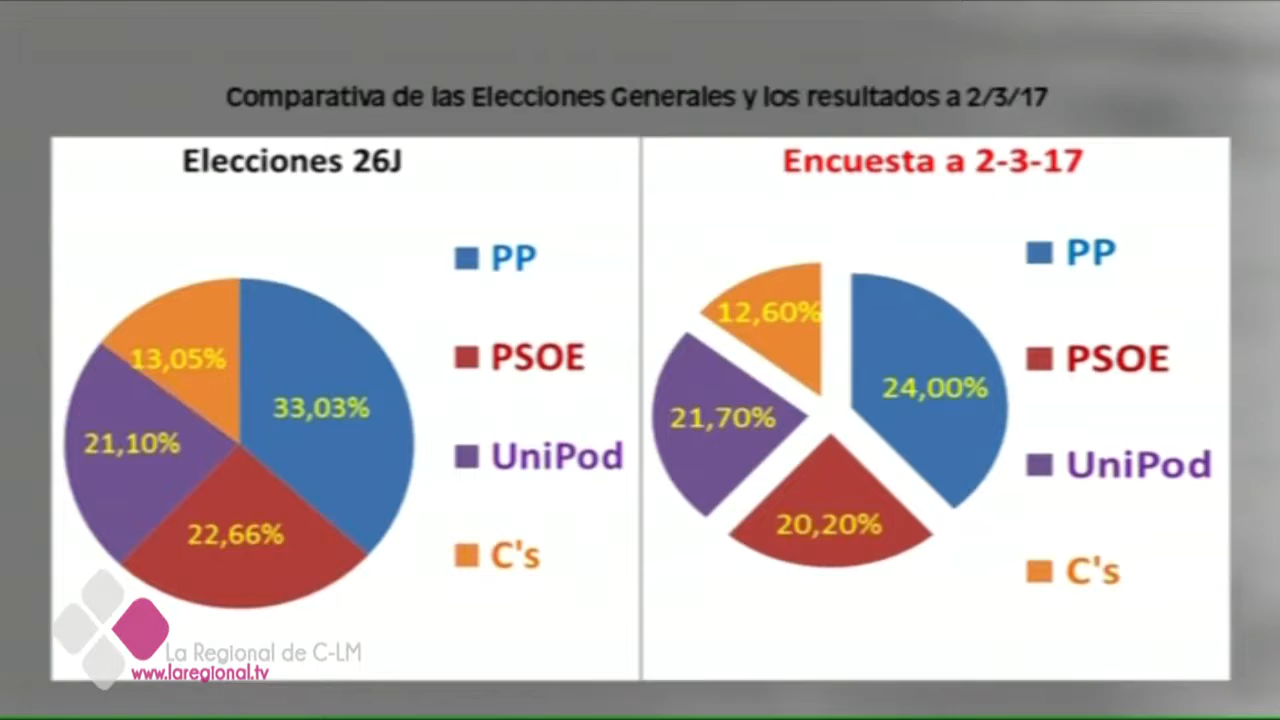 Comparativa de las Elecciones Generales y los resultados a 2/3/17
Elecciones 26J
PP
PSOE
UniPod
C's
33,03%
22,66%
21,10%
13,05%
Encuesta a 2-3-17
PP
PSOE
UniPod
C's
24,00%
20,20%
21,70%
12,60%
La Regional de C-LM
www.laregional.tv